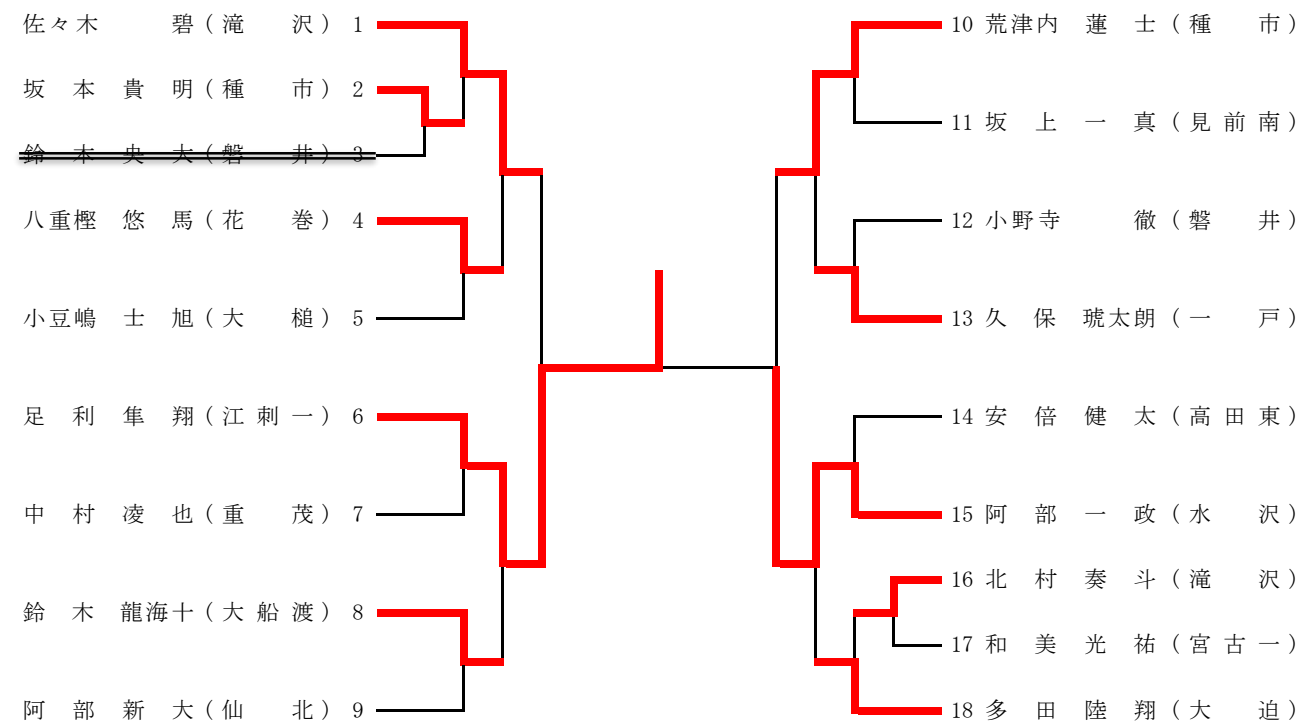 佐々木 碧(滝 沢) 1
坂 本 貴 明(種 市) 2
鈴 木 央 大(磐 井) 3
八重樫 悠 馬(花 巻) 4
小豆嶋 士 旭(大 槌) 5
足 利 隼 翔(江 刺 一) 6
中 村 凌 也(重 茂) 7
鈴 木 龍海十(大 船 渡) 8
阿 部 新 大(仙 北) 9
10 荒津内 蓮 士(種 市)
11 坂 上 一 真(見 前 南)
12 小野寺 徹(磐 井)
13 久 保 琥太朗(一 戸)
14 安 倍 健 太(高 田 東)
15 阿 部 一 政(水 沢)
16 北 村 奏 斗(滝 沢)
17 和 美 光 祐(宮 古 一)
18 多 田 陸 翔(大 迫)